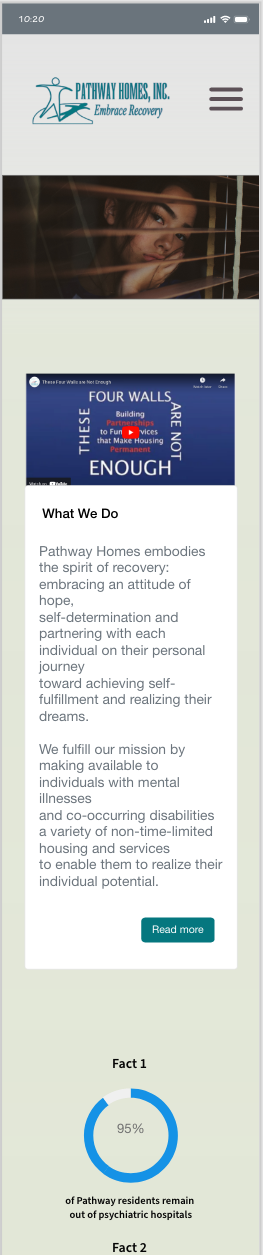 10:20
PATHWAY HOMES, INC.
Embrace Recovery
These Four Walls are Not Enough
Watch later
Share
FOUR WALLS
THESE
ARE NOT
Building
Partnerships
to Fund Services
that Make Housing
Permanent
ENOUGH
Watch on YouTube
What We Do
Pathway Homes embodies
the spirit of recovery:
embracing an attitude of
hope,
self-determination and
partnering with each
individual on their personal
journey
toward achieving self-
fulfillment and realizing their
dreams.
We fulfill our mission by
making available to
individuals with mental
illnesses
and co-occurring disabilities
a variety of non-time-limited
housing and services
to enable them to realize their
individual potential.
Read more
Fact 1
95%
of Pathway residents remain
out of psychiatric hospitals
Fact 2